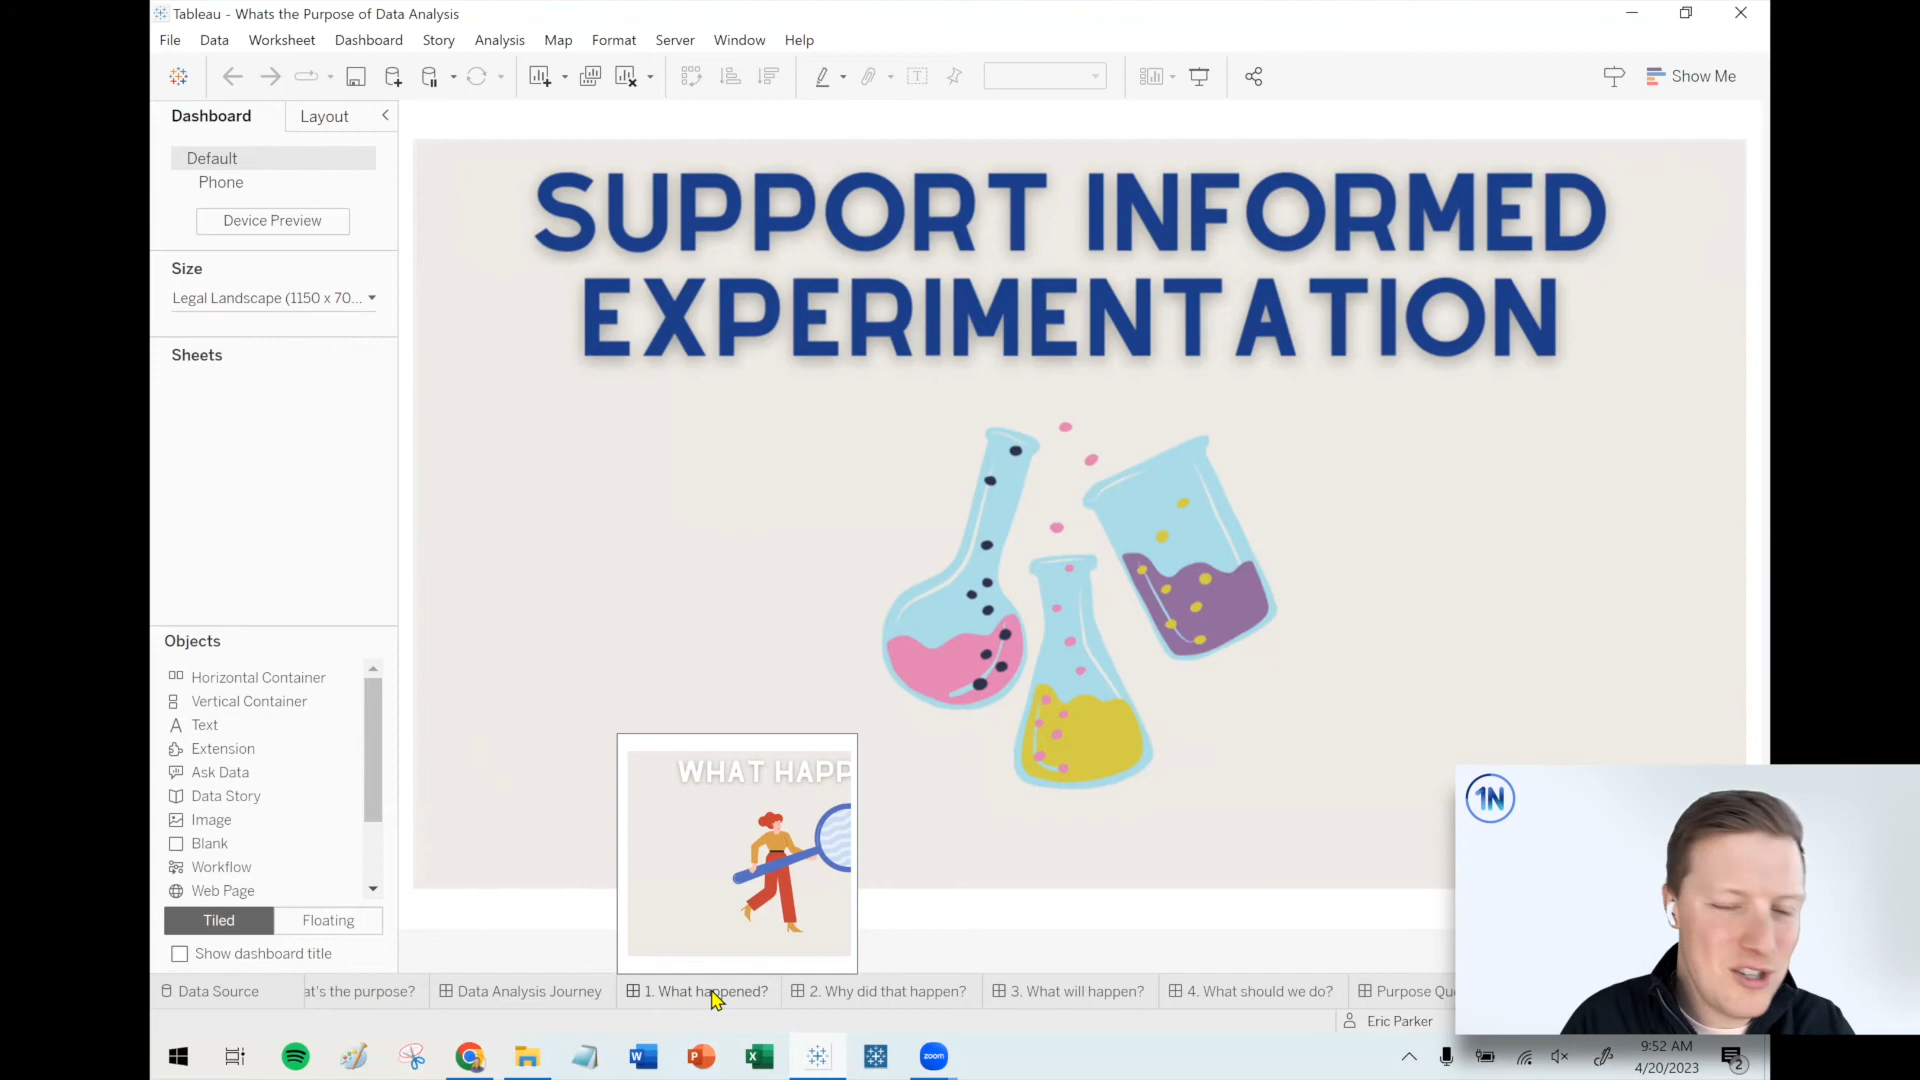 Tableau - Whats the Purpose of Data Analysis
File Data Worksheet Dashboard Story Analysis Map Format Server Window Help
Show Me
Dashboard Layout
Default
Phone
Device Preview
Size
Legal Landscape (1150 x 70...
Sheets
SUPPORT INFORMED
EXPERIMENTATION
Objects
Horizontal Container
Vertical Container
Text
Extension
Ask Data
Data Story
Image
Blank
Workflow
Web Page
Tiled Floating
Show dashboard title
WHAT HAPP
1N
Data Source at's the purpose? Data Analysis Journey 1. What happened? 2. Why did that happen? 3. What will happen? 4. What should we do? Purpose Que
Eric Parker
zoom
9:52 AM
4/20/2023
2